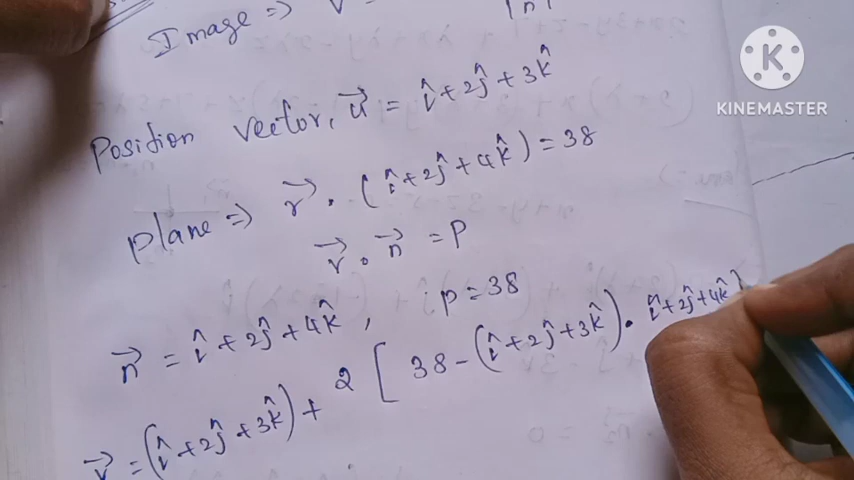 Image ⇒ v
|n|
Position vector, u⃗ = î + 2ĵ + 3k̂
plane ⇒ r⃗ . (î + 2ĵ + 4k̂) = 38
r⃗ . n⃗ = P
n⃗ = î + 2ĵ + 4k̂, p = 38
v⃗ = (î + 2ĵ + 3k̂) + 2 [ 38 - (î + 2ĵ + 3k̂) . î + 2ĵ + 4k̂)
KINEMASTER